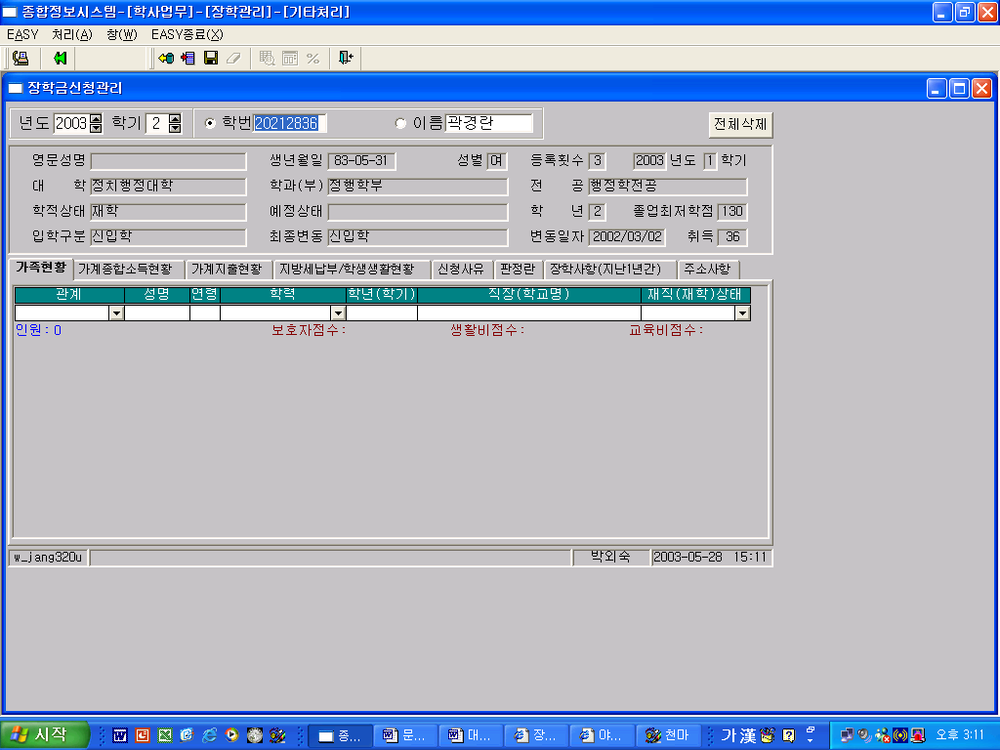 종합정보시스템-[학사업무]-[장학관리]-[기타처리]
EASY 처리(A) 창(W) EASY종료(X)
장학금신청관리
년도 2003 학기 2 학번 20212836 이름 곽경란 전체삭제
영문성명 생년월일 83-05-31 성별 여 등록횟수 3 2003 년도 1 학기
대 학 정치행정대학 학과(부) 정행학부 전 공 행정학전공
학적상태 재학 예정상태 학 년 2 졸업최저학점 130
입학구분 신입학 최종변동 신입학 변동일자 2002/03/02 취득 36
가족현황 가계종합소득현황 가계지출현황 지방세납부/학생생활현황 신청사유 판정란 장학사항(지난1년간) 주소사항
관계 성명 연령 학력 학년(학기) 직장(학교명) 재직(재학)상태
인원: 0 보호자점수: 생활비점수: 교육비점수:
w_jang320u 박외숙 2003-05-28 15:11
시작 종... 문... 대... 장... 야... 천마 가 漢 오후 3:11